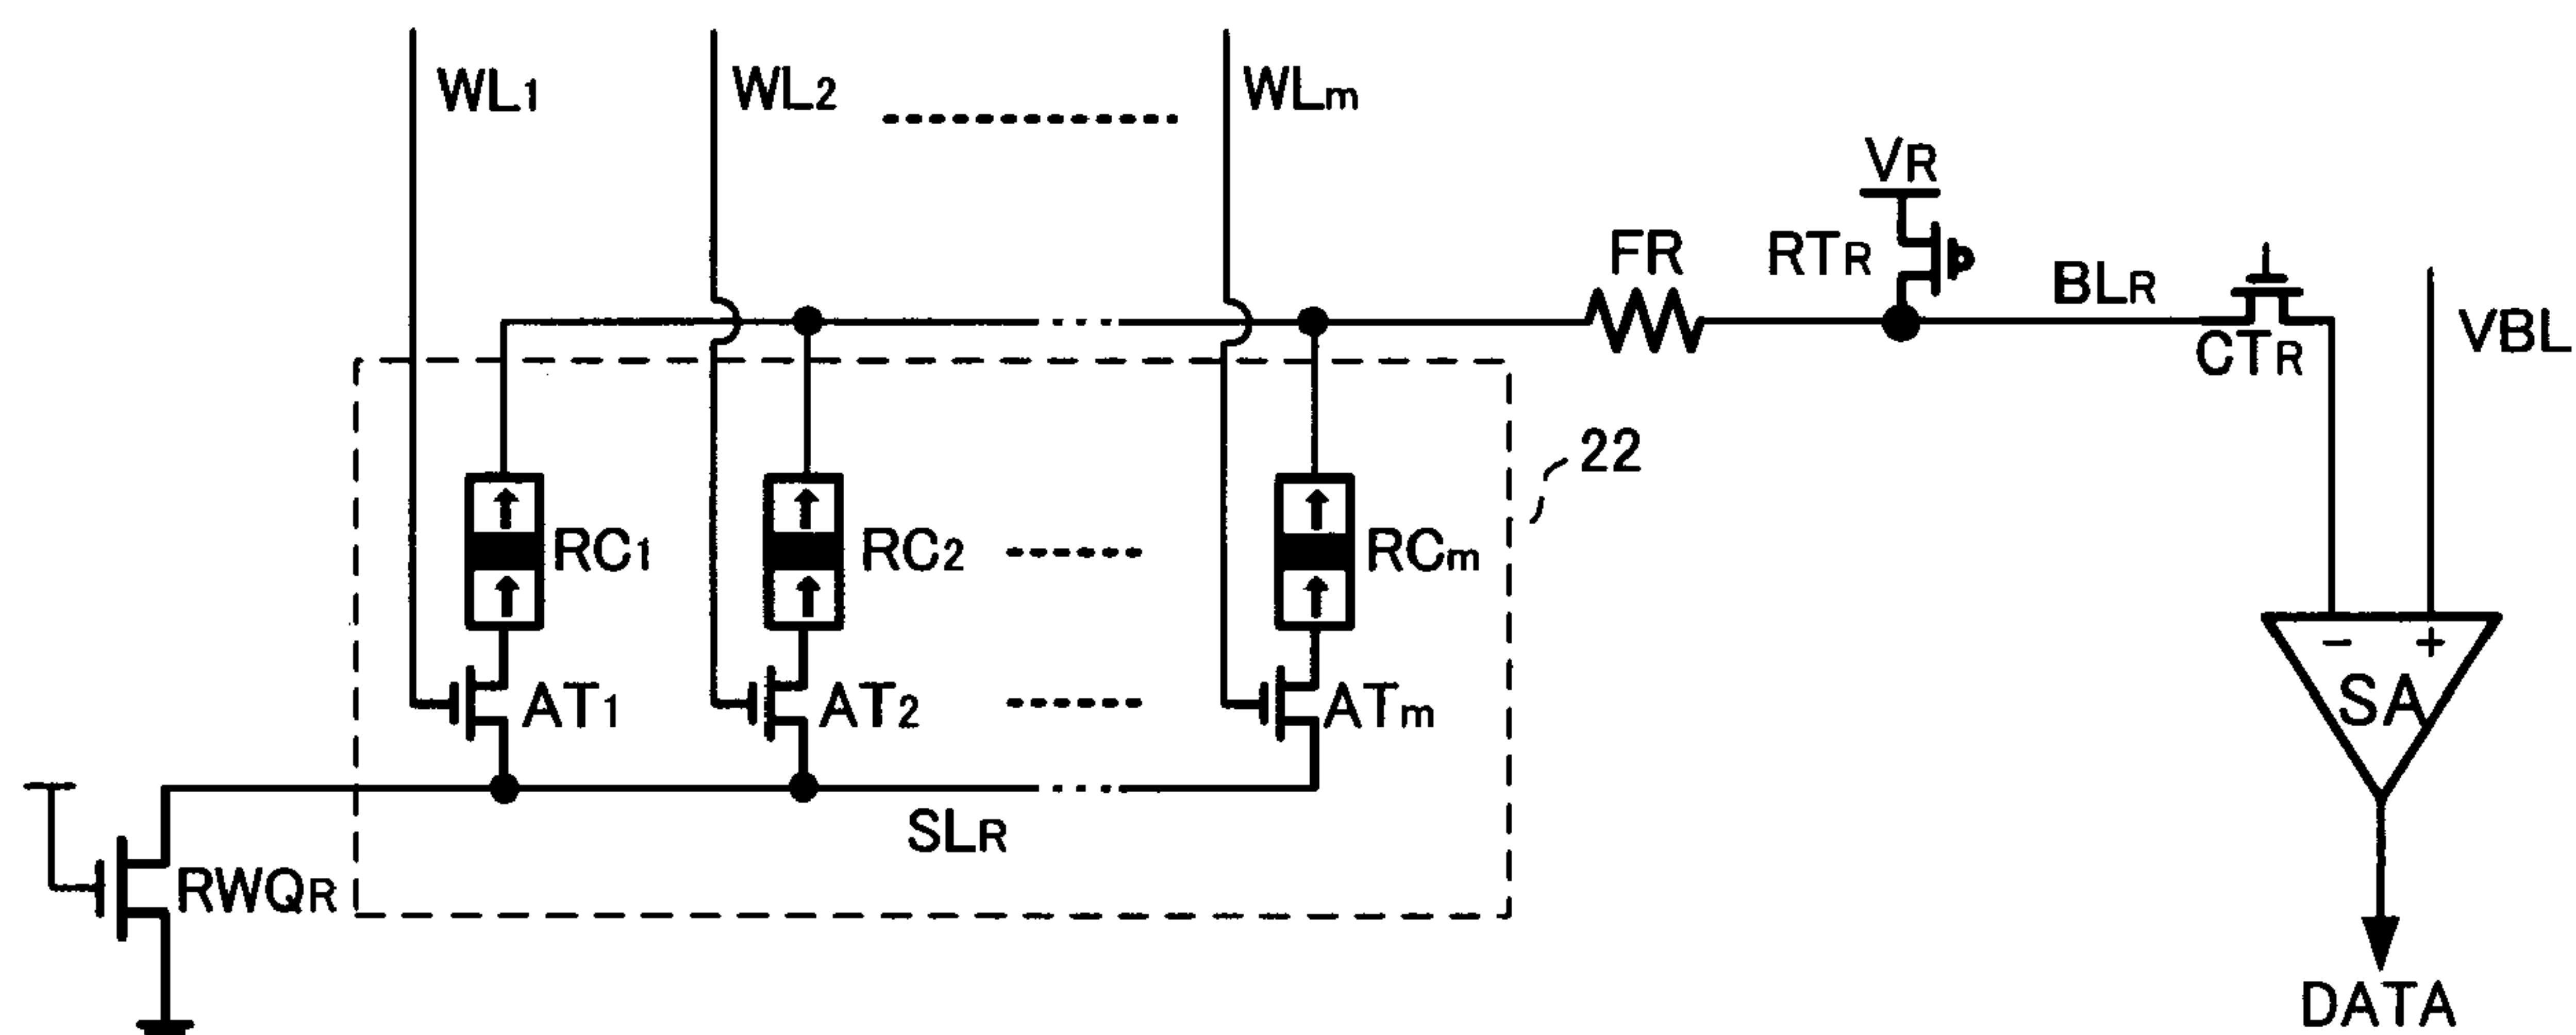 WL1 WL2 WLm
VR
FR RTR BLR VBL
CTR
22
RC1 RC2 RCm
- +
AT1 AT2 ATm SA
SLR
RWQR
DATA